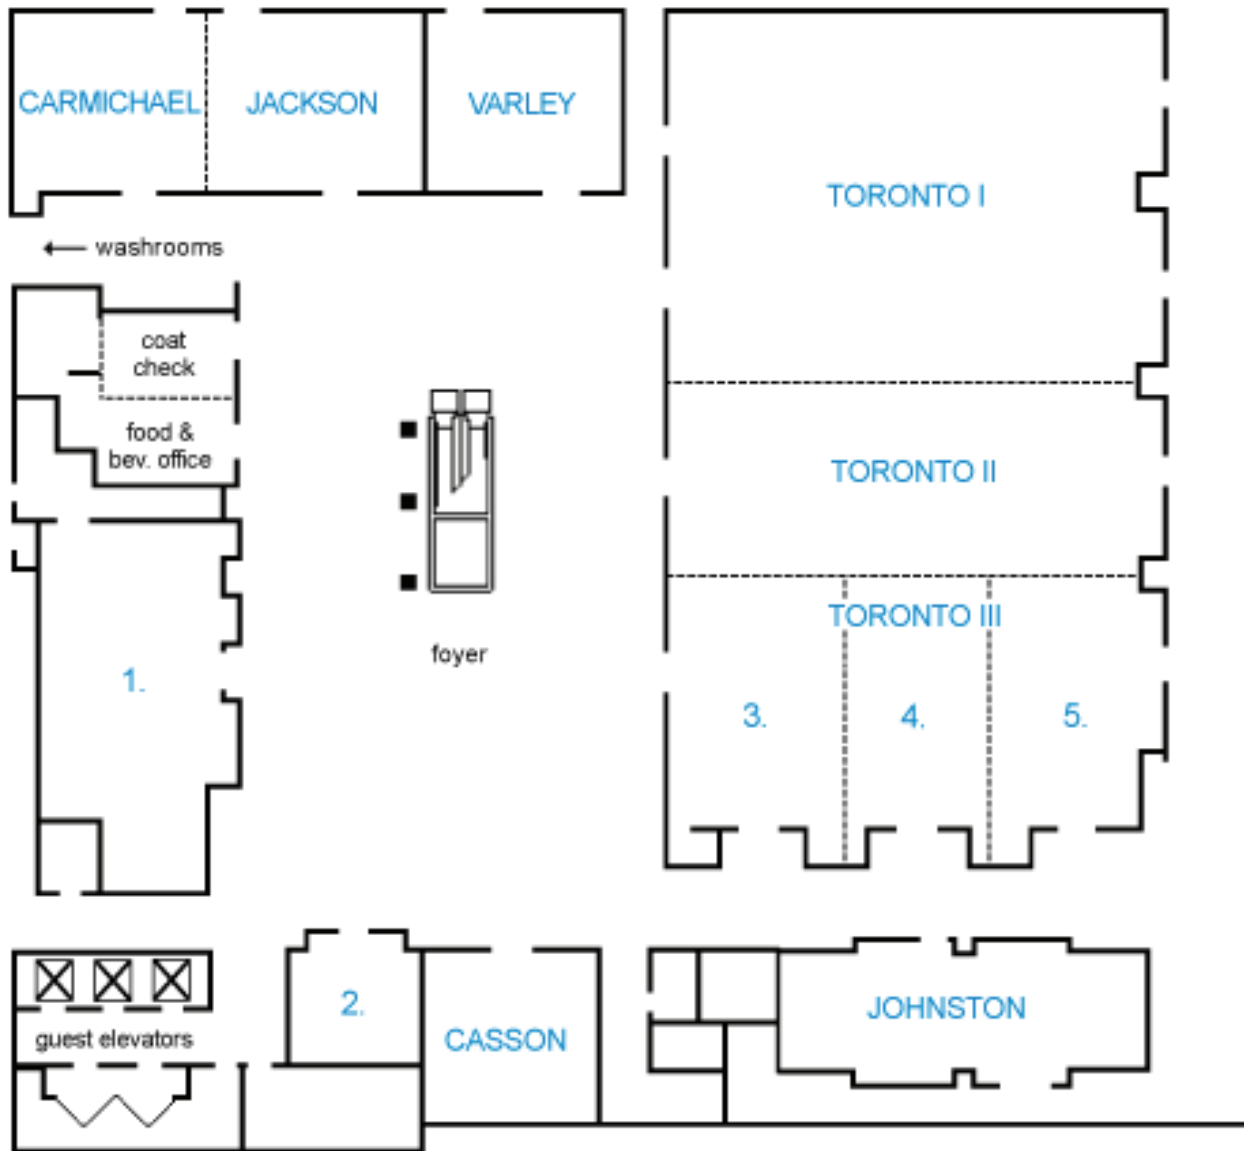 CARMICHAEL
JACKSON
VARLEY
TORONTO I
washrooms
coat
check
food &
bev. office
TORONTO II
TORONTO III
foyer
1.
3.
4.
5.
2.
guest elevators
CASSON
JOHNSTON